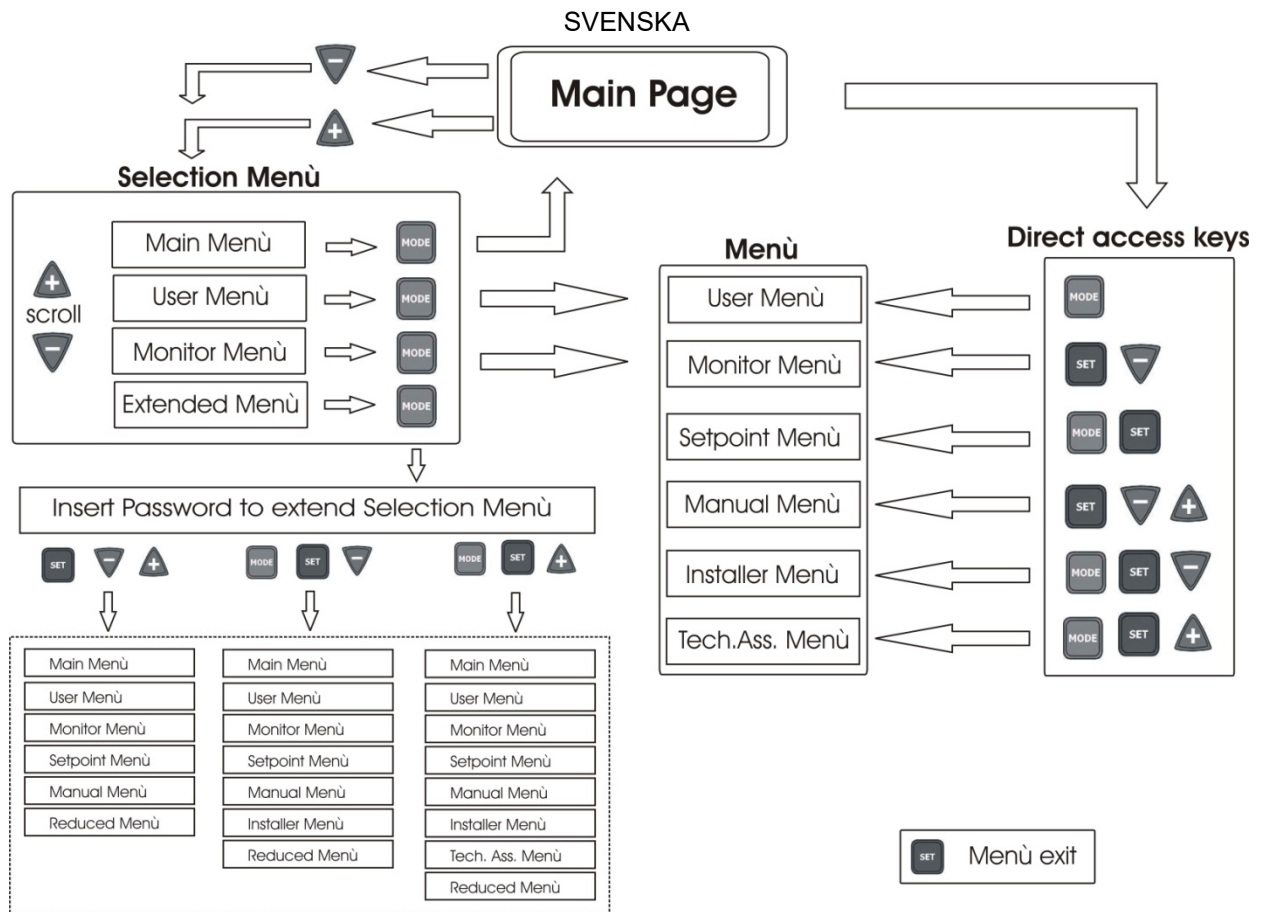 SVENSKA
Main Page
Selection Menù
Main Menù
MODE
User Menù
MODE
Monitor Menù
MODE
Extended Menù
MODE
+
scroll
−
Insert Password to extend Selection Menù
SET − +
MODE SET −
MODE SET +
Main Menù
User Menù
Monitor Menù
Setpoint Menù
Manual Menù
Reduced Menù
Main Menù
User Menù
Monitor Menù
Setpoint Menù
Manual Menù
Installer Menù
Reduced Menù
Main Menù
User Menù
Monitor Menù
Setpoint Menù
Manual Menù
Installer Menù
Tech. Ass. Menù
Reduced Menù
Menù
User Menù
Monitor Menù
Setpoint Menù
Manual Menù
Installer Menù
Tech.Ass. Menù
Direct access keys
MODE
SET −
MODE SET
SET − +
MODE SET −
MODE SET +
SET Menù exit
−
+